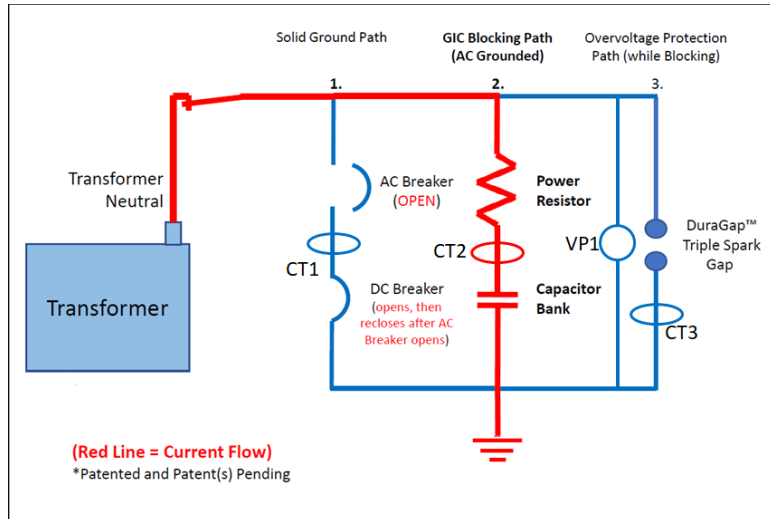 Solid Ground Path
GIC Blocking Path
(AC Grounded)
Overvoltage Protection
Path (while Blocking)
1.
2.
3.
Transformer
Neutral
AC Breaker
(OPEN)
Power
Resistor
DuraGap™
Triple Spark
Gap
VP1
CT1
CT2
Transformer
DC Breaker
(opens, then
recloses after AC
Breaker opens)
Capacitor
Bank
CT3
(Red Line = Current Flow)
*Patented and Patent(s) Pending